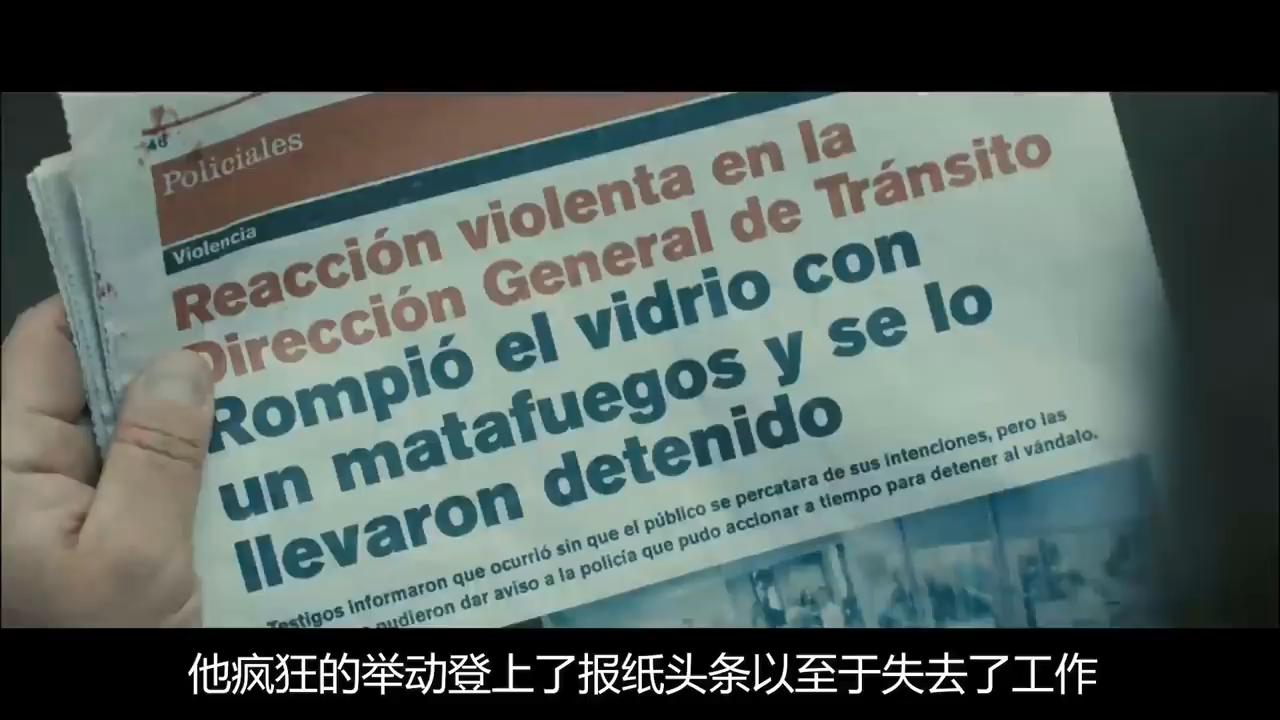 46
Policiales
Violencia
Reacción violenta en la
Dirección General de Tránsito
Rompió el vidrio con
un matafuegos y se lo
llevaron detenido
Testigos informaron que ocurrió sin que el público se percatara de sus intenciones, pero las
pudieron dar aviso a la policía que pudo accionar a tiempo para detener al vándalo.
他疯狂的举动登上了报纸头条以至于失去了工作